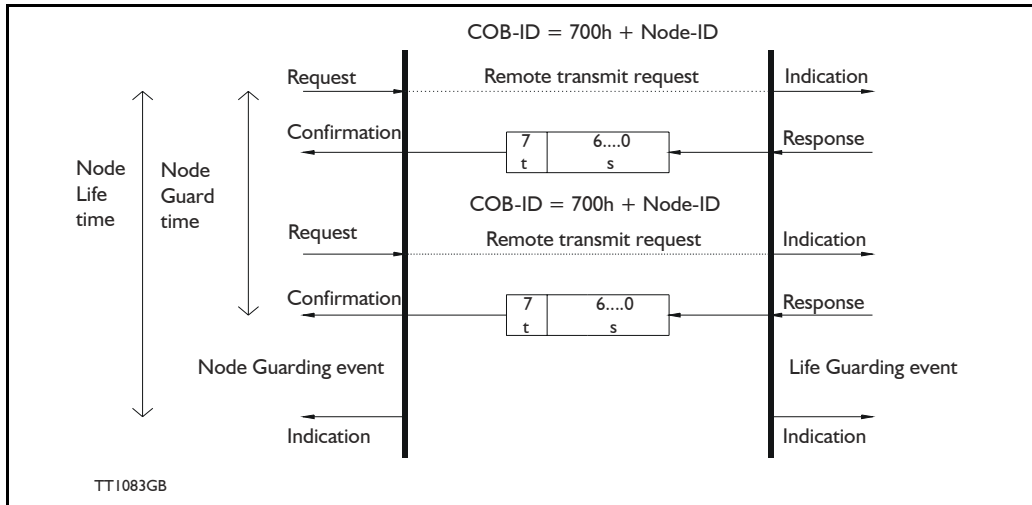 COB-ID = 700h + Node-ID
Request
Remote transmit request
Indication
Confirmation
7
6....0
Response
t
s
Node
Life
time
Node
Guard
time
COB-ID = 700h + Node-ID
Request
Remote transmit request
Indication
Confirmation
7
6....0
Response
t
s
Node Guarding event
Life Guarding event
Indication
Indication
TT1083GB